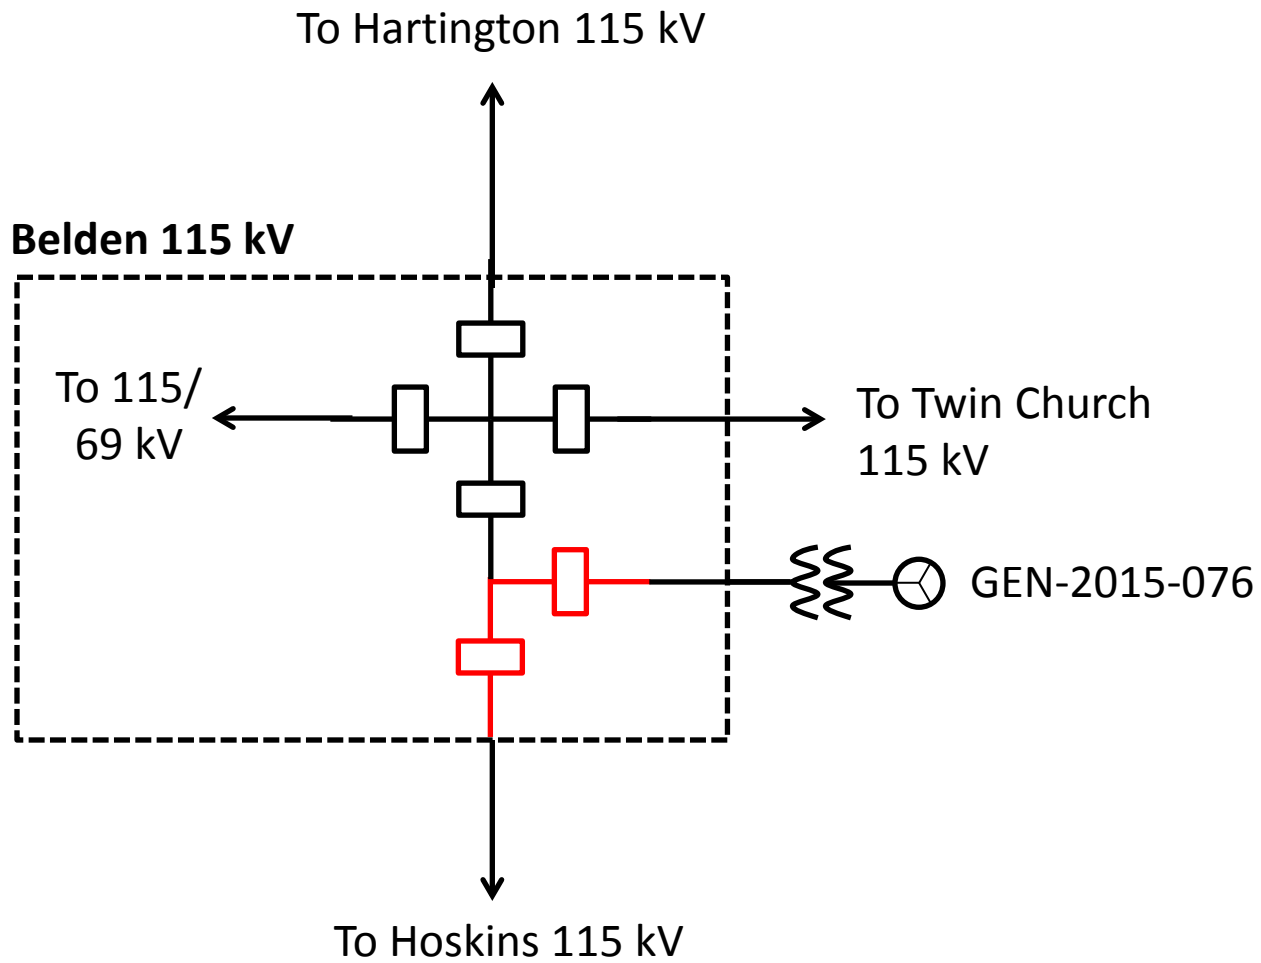 To Hartington 115 kV
Belden 115 kV
To 115/
69 kV
To Twin Church
115 kV
GEN-2015-076
To Hoskins 115 kV